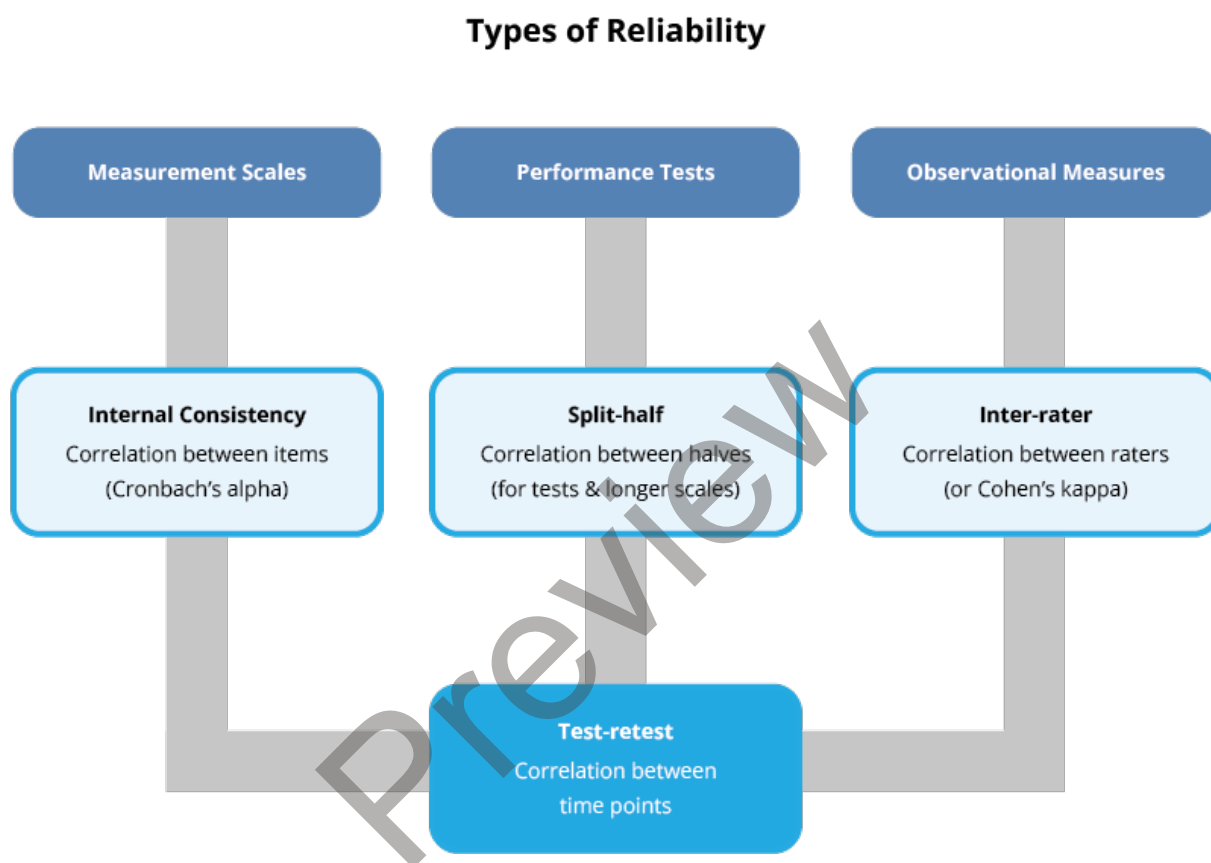 Types of Reliability
Measurement Scales
Performance Tests
Observational Measures
Internal Consistency
Correlation between items
(Cronbach's alpha)
Split-half
Correlation between halves
(for tests & longer scales)
Inter-rater
Correlation between raters
(or Cohen's kappa)
Test-retest
Correlation between
time points
Preview